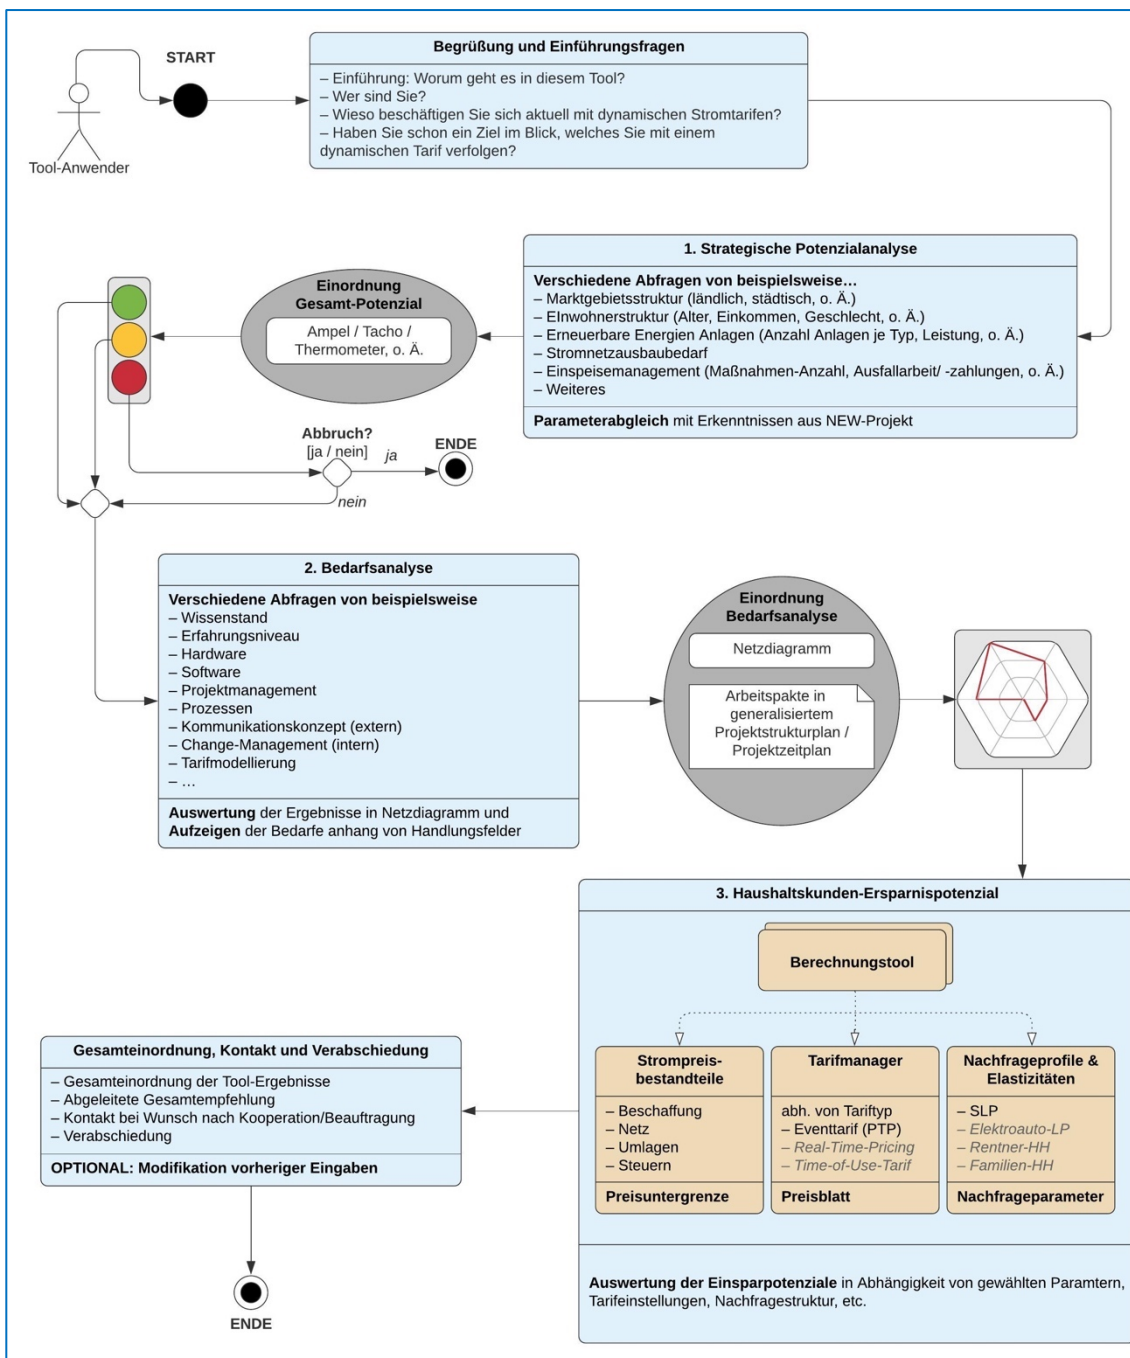 START
Tool-Anwender
Begrüßung und Einführungsfragen
– Einführung: Worum geht es in diesem Tool?
– Wer sind Sie?
– Wieso beschäftigen Sie sich aktuell mit dynamischen Stromtarifen?
– Haben Sie schon ein Ziel im Blick, welches Sie mit einem
dynamischen Tarif verfolgen?
1. Strategische Potenzialanalyse
Verschiedene Abfragen von beispielsweise…
– Marktgebietsstruktur (ländlich, städtisch, o. Ä.)
– EInwohnerstruktur (Alter, Einkommen, Geschlecht, o. Ä.)
– Erneuerbare Energien Anlagen (Anzahl Anlagen je Typ, Leistung, o. Ä.)
– Stromnetzausbaubedarf
– Einspeisemanagement (Maßnahmen-Anzahl, Ausfallarbeit/ -zahlungen, o. Ä.)
– Weiteres
Parameterabgleich mit Erkenntnissen aus NEW-Projekt
Einordnung
Gesamt-Potenzial
Ampel / Tacho /
Thermometer, o. Ä.
Abbruch?
[ja / nein]
ja
nein
ENDE
2. Bedarfsanalyse
Verschiedene Abfragen von beispielsweise
– Wissenstand
– Erfahrungsniveau
– Hardware
– Software
– Projektmanagement
– Prozessen
– Kommunikationskonzept (extern)
– Change-Management (intern)
– Tarifmodellierung
– …
Auswertung der Ergebnisse in Netzdiagramm und
Aufzeigen der Bedarfe anhang von Handlungsfelder
Einordnung
Bedarfsanalyse
Netzdiagramm
Arbeitspakte in
generalisiertem
Projektstrukturplan /
Projektzeitplan
3. Haushaltskunden-Ersparnispotenzial
Berechnungstool
Strompreis-
bestandteile
– Beschaffung
– Netz
– Umlagen
– Steuern
Preisuntergrenze
Tarifmanager
abh. von Tariftyp
– Eventtarif (PTP)
– Real-Time-Pricing
– Time-of-Use-Tarif
Preisblatt
Nachfrageprofile &
Elastizitäten
– SLP
– Elektroauto-LP
– Rentner-HH
– Familien-HH
Nachfrageparameter
Auswertung der Einsparpotenziale in Abhängigkeit von gewählten Paramtern,
Tarifeinstellungen, Nachfragestruktur, etc.
Gesamteinordnung, Kontakt und Verabschiedung
– Gesamteinordnung der Tool-Ergebnisse
– Abgeleitete Gesamtempfehlung
– Kontakt bei Wunsch nach Kooperation/Beauftragung
– Verabschiedung
OPTIONAL: Modifikation vorheriger Eingaben
ENDE